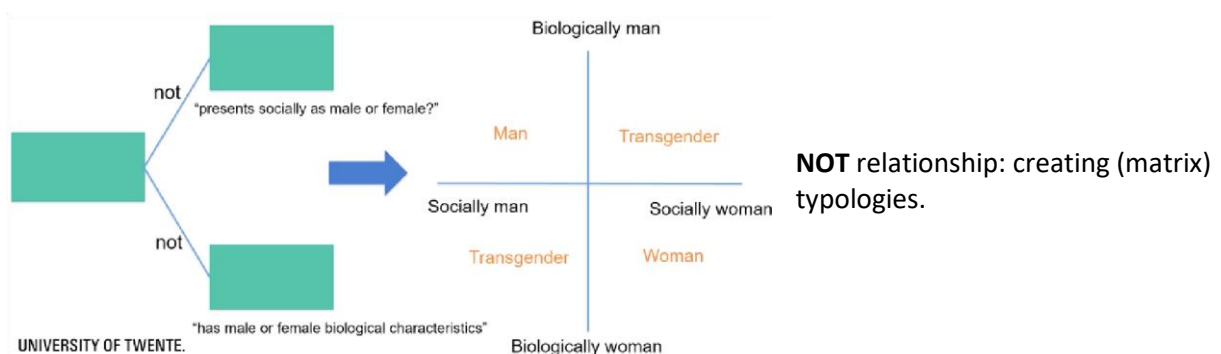 Biologically man
not
"presents socially as male or female?"
Man
Transgender
NOT relationship: creating (matrix)
typologies.
Socially man
Socially woman
not
Transgender
Woman
"has male or female biological characteristics"
UNIVERSITY OF TWENTE.
Biologically woman